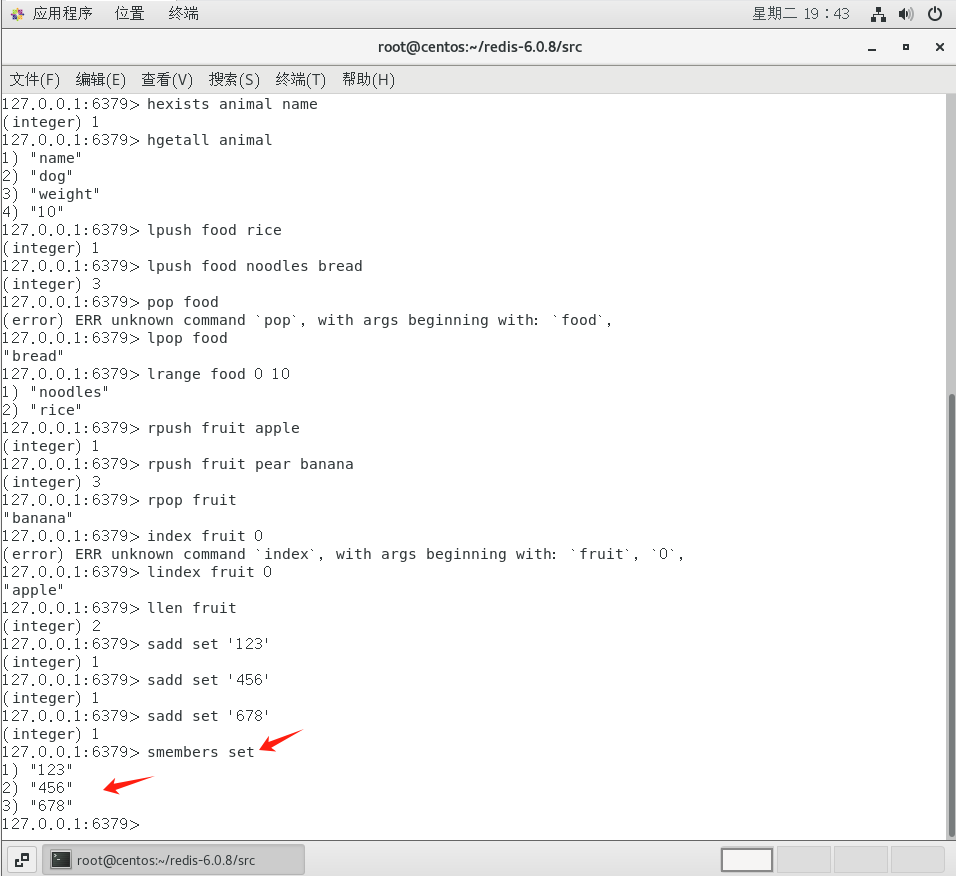 应用程序 位置 终端 星期二 19：43
root@centos:~/redis-6.0.8/src
文件(F) 编辑(E) 查看(V) 搜索(S) 终端(T) 帮助(H)
127.0.0.1:6379> hexists animal name
(integer) 1
127.0.0.1:6379> hgetall animal
1) "name"
2) "dog"
3) "weight"
4) "10"
127.0.0.1:6379> lpush food rice
(integer) 1
127.0.0.1:6379> lpush food noodles bread
(integer) 3
127.0.0.1:6379> pop food
(error) ERR unknown command `pop`, with args beginning with: `food`,
127.0.0.1:6379> lpop food
"bread"
127.0.0.1:6379> lrange food 0 10
1) "noodles"
2) "rice"
127.0.0.1:6379> rpush fruit apple
(integer) 1
127.0.0.1:6379> rpush fruit pear banana
(integer) 3
127.0.0.1:6379> rpop fruit
"banana"
127.0.0.1:6379> index fruit 0
(error) ERR unknown command `index`, with args beginning with: `fruit`, `0`,
127.0.0.1:6379> lindex fruit 0
"apple"
127.0.0.1:6379> llen fruit
(integer) 2
127.0.0.1:6379> sadd set '123'
(integer) 1
127.0.0.1:6379> sadd set '456'
(integer) 1
127.0.0.1:6379> sadd set '678'
(integer) 1
127.0.0.1:6379> smembers set
1) "123"
2) "456"
3) "678"
127.0.0.1:6379>
root@centos:~/redis-6.0.8/src